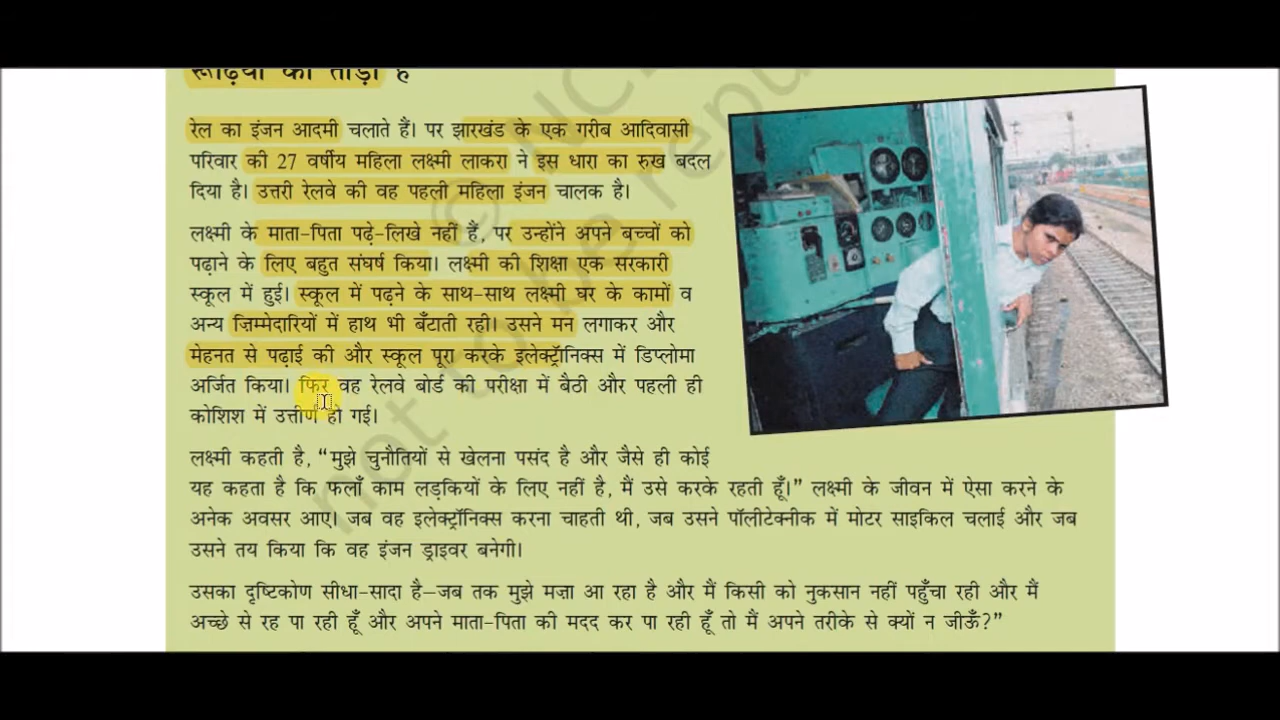 रूढ़ियों को तोड़ा है
रेल का इंजन आदमी चलाते हैं। पर झारखंड के एक गरीब आदिवासी
परिवार की 27 वर्षीय महिला लक्ष्मी लाकरा ने इस धारा का रुख बदल
दिया है। उत्तरी रेलवे की वह पहली महिला इंजन चालक है।
लक्ष्मी के माता-पिता पढ़े-लिखे नहीं हैं, पर उन्होंने अपने बच्चों को
पढ़ाने के लिए बहुत संघर्ष किया। लक्ष्मी की शिक्षा एक सरकारी
स्कूल में हुई। स्कूल में पढ़ने के साथ-साथ लक्ष्मी घर के कामों व
अन्य ज़िम्मेदारियों में हाथ भी बँटाती रही। उसने मन लगाकर और
मेहनत से पढ़ाई की और स्कूल पूरा करके इलेक्ट्रॉनिक्स में डिप्लोमा
अर्जित किया। फिर वह रेलवे बोर्ड की परीक्षा में बैठी और पहली ही
कोशिश में उत्तीर्ण हो गई।
लक्ष्मी कहती है, “मुझे चुनौतियों से खेलना पसंद है और जैसे ही कोई
यह कहता है कि फलाँ काम लड़कियों के लिए नहीं है, मैं उसे करके रहती हूँ।” लक्ष्मी के जीवन में ऐसा करने के
अनेक अवसर आए। जब वह इलेक्ट्रॉनिक्स करना चाहती थी, जब उसने पॉलीटेक्नीक में मोटर साइकिल चलाई और जब
उसने तय किया कि वह इंजन ड्राइवर बनेगी।
उसका दृष्टिकोण सीधा-सादा है—जब तक मुझे मज़ा आ रहा है और मैं किसी को नुकसान नहीं पहुँचा रही और मैं
अच्छे से रह पा रही हूँ और अपने माता-पिता की मदद कर पा रही हूँ तो मैं अपने तरीके से क्यों न जीऊँ?”
not to be repu
© NC